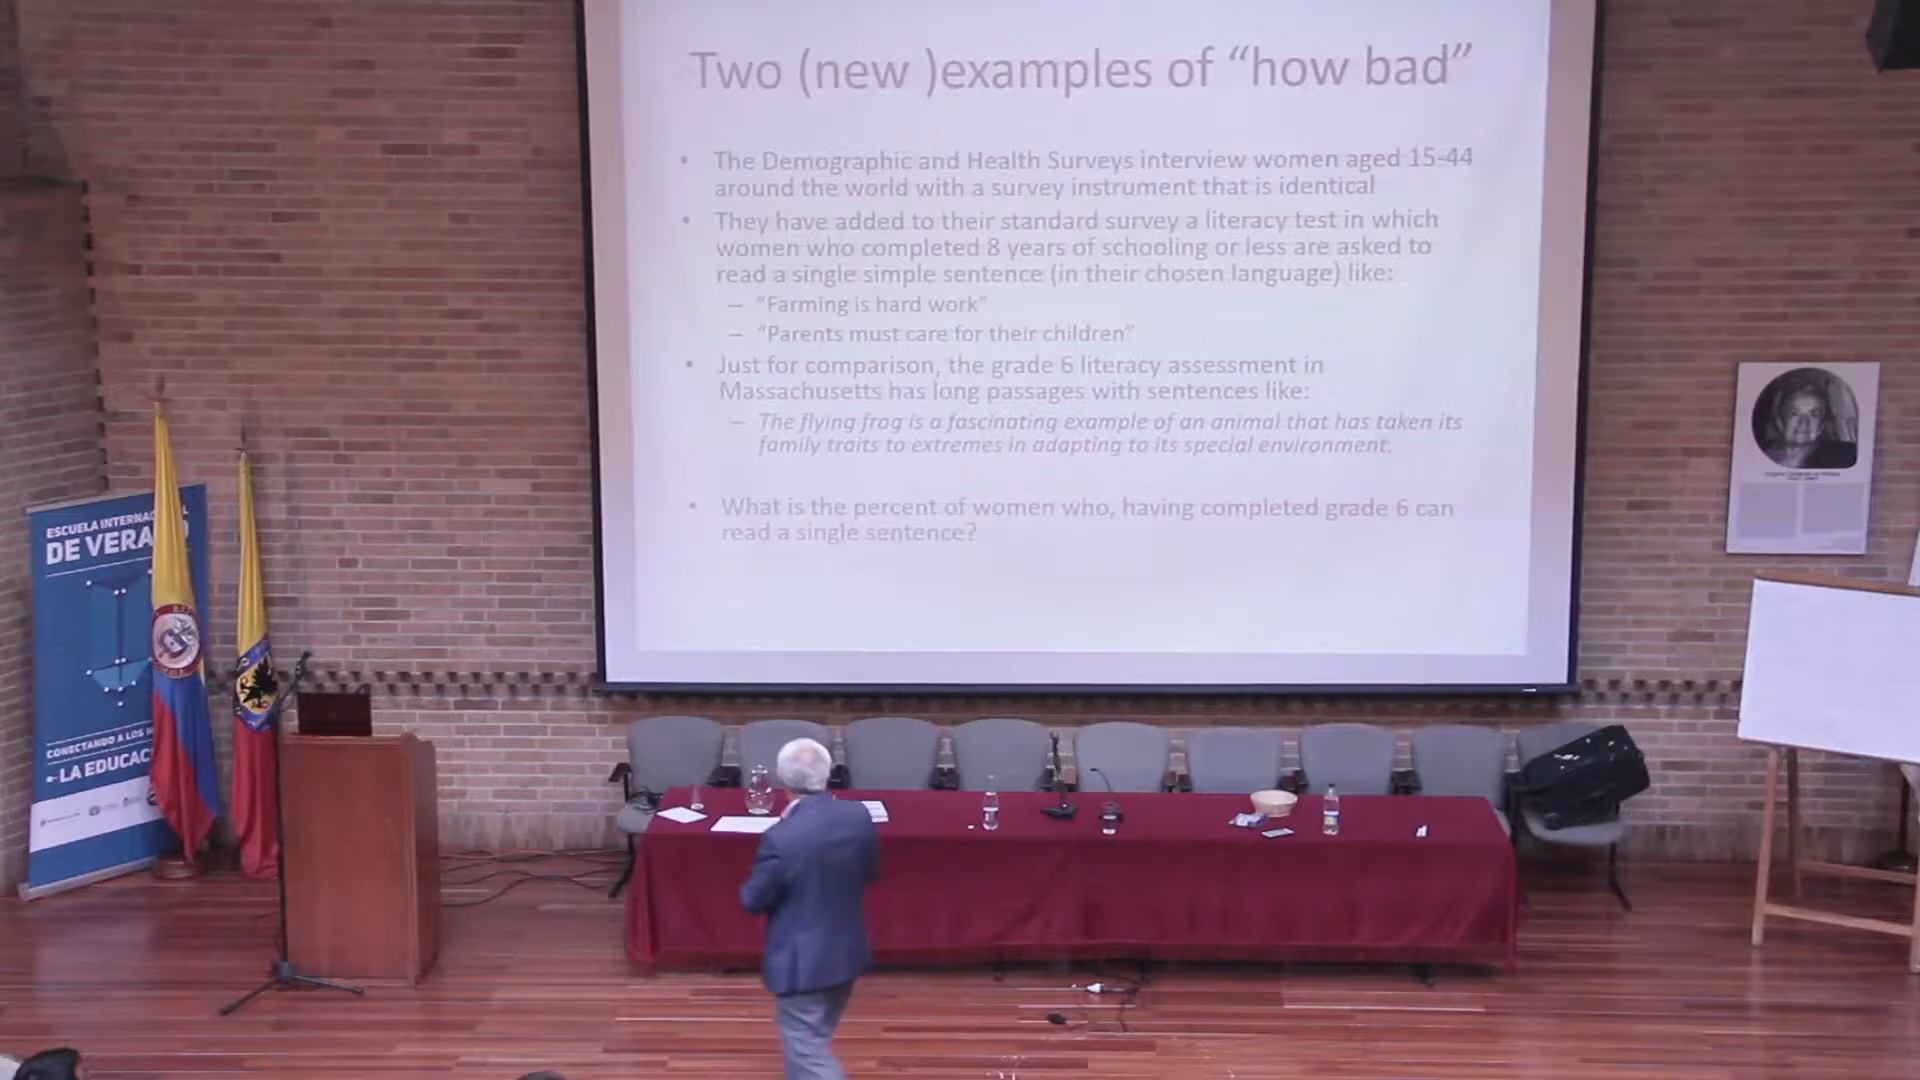 Two (new )examples of “how bad”
• The Demographic and Health Surveys interview women aged 15-44
around the world with a survey instrument that is identical
• They have added to their standard survey a literacy test in which
women who completed 8 years of schooling or less are asked to
read a single simple sentence (in their chosen language) like:
– “Farming is hard work”
– “Parents must care for their children”
• Just for comparison, the grade 6 literacy assessment in
Massachusetts has long passages with sentences like:
– The flying frog is a fascinating example of an animal that has taken its
family traits to extremes in adapting to its special environment.
• What is the percent of women who, having completed grade 6 can
read a single sentence?
ESCUELA INTERNAC
DE VERA
CONECTANDO A LOS
LA EDUCAC